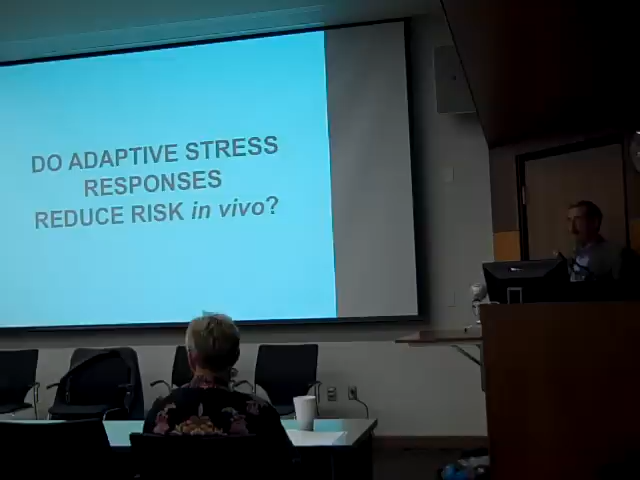 DO ADAPTIVE STRESS
RESPONSES
REDUCE RISK in vivo?